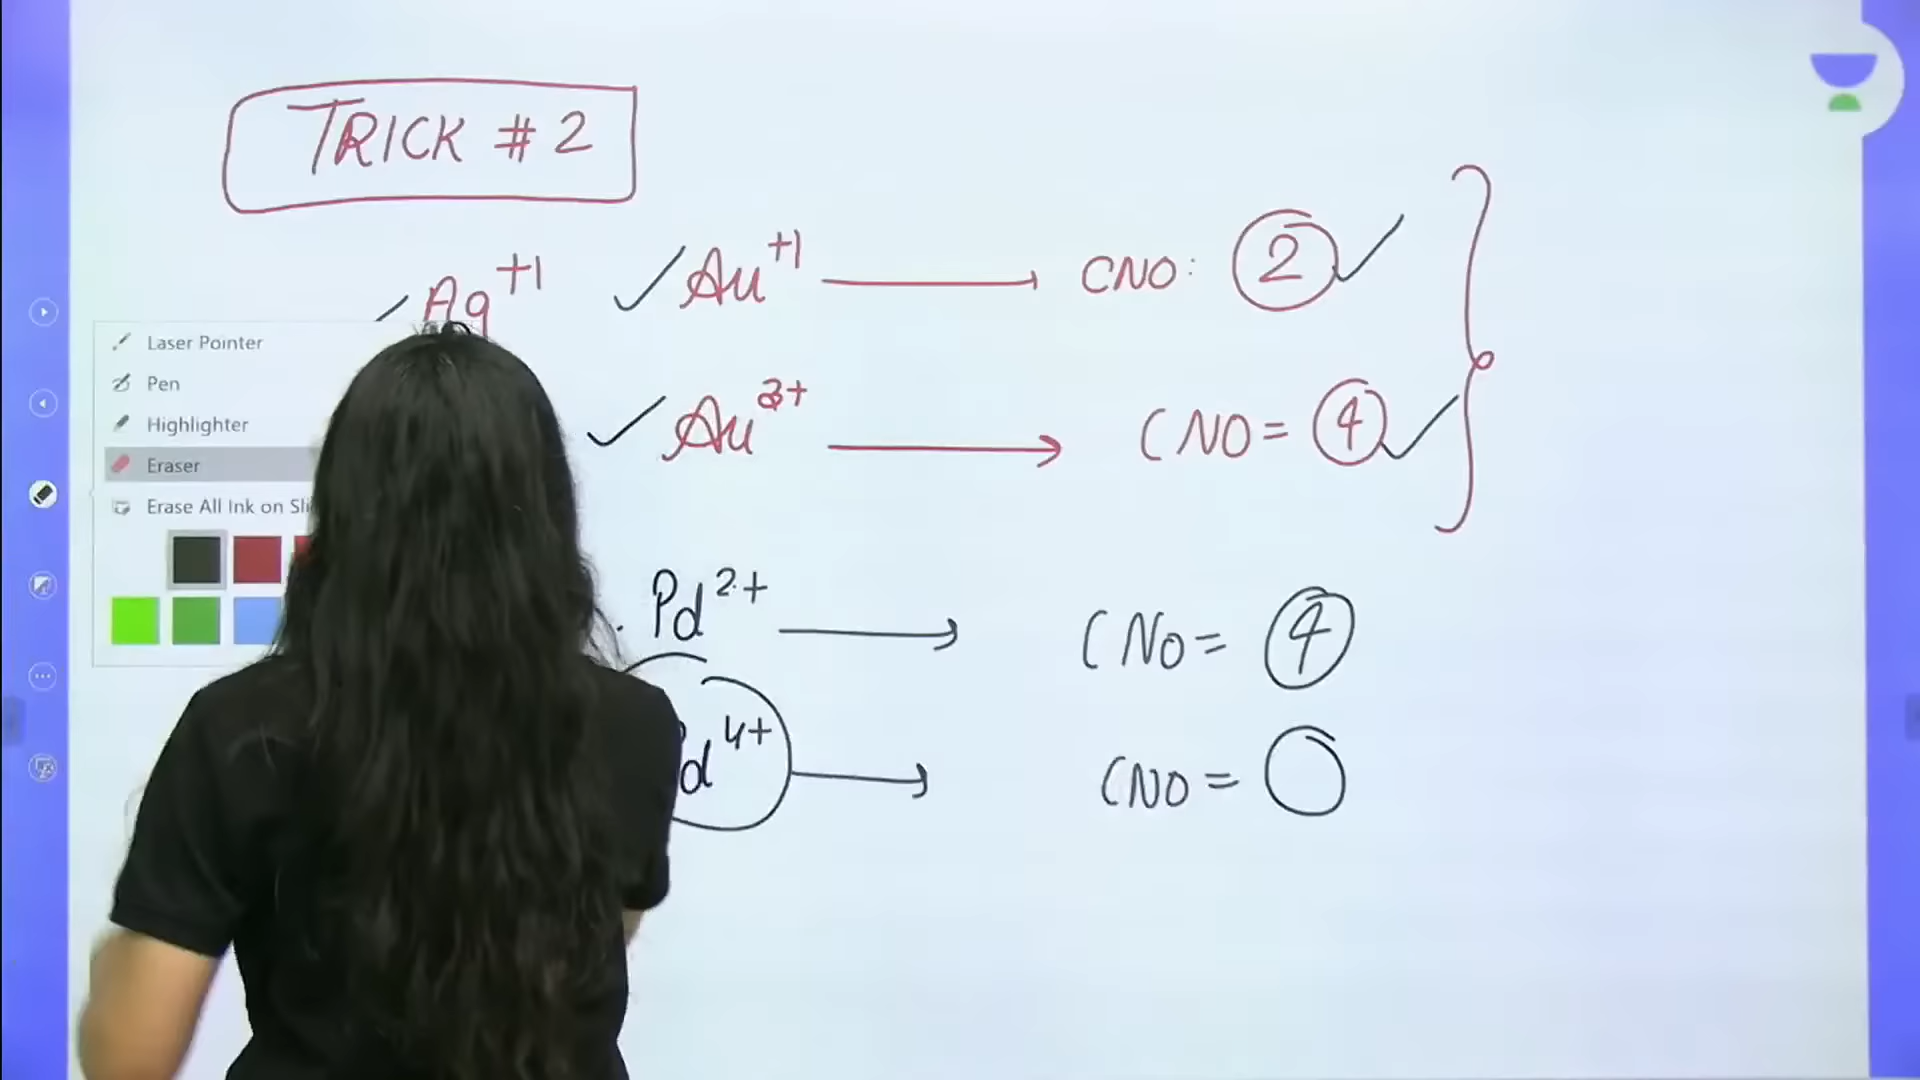 TRICK # 2
Ag+1 Au+1 CNO: 2
Au3+ CNO= 4
Pd2+ CNO= 4
d4+ CNO=
Laser Pointer
Pen
Highlighter
Eraser
Erase All Ink on Sli